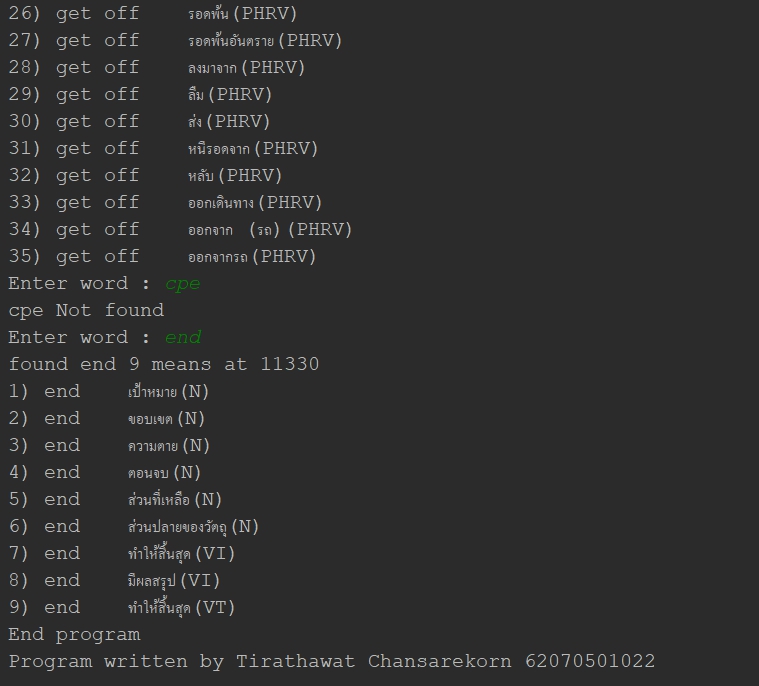 26) get off    รอดพ้น(PHRV)
27) get off    รอดพ้นอันตราย(PHRV)
28) get off    ลงมาจาก(PHRV)
29) get off    ลืม(PHRV)
30) get off    ส่ง(PHRV)
31) get off    หนีรอดจาก(PHRV)
32) get off    หลับ(PHRV)
33) get off    ออกเดินทาง(PHRV)
34) get off    ออกจาก (รถ)(PHRV)
35) get off    ออกจากรถ(PHRV)
Enter word : cpe
cpe Not found
Enter word : end
found end 9 means at 11330
1) end    เป้าหมาย(N)
2) end    ขอบเขต(N)
3) end    ความตาย(N)
4) end    ตอนจบ(N)
5) end    ส่วนที่เหลือ(N)
6) end    ส่วนปลายของวัตถุ(N)
7) end    ทำให้สิ้นสุด(VI)
8) end    มีผลสรุป(VI)
9) end    ทำให้สิ้นสุด(VT)
End program
Program written by Tirathawat Chansarekorn 62070501022